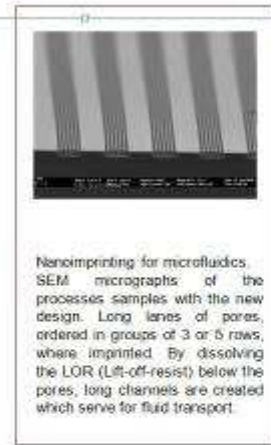 Nanoimprinting for microfluidics.
SEM micrographs of the
processes samples with the new
design. Long lanes of pores,
ordered in groups of 3 or 5 rows,
where imprinted. By dissolving
the LOR (Lift-off-resist) below the
pores, long channels are created
which serve for fluid transport.